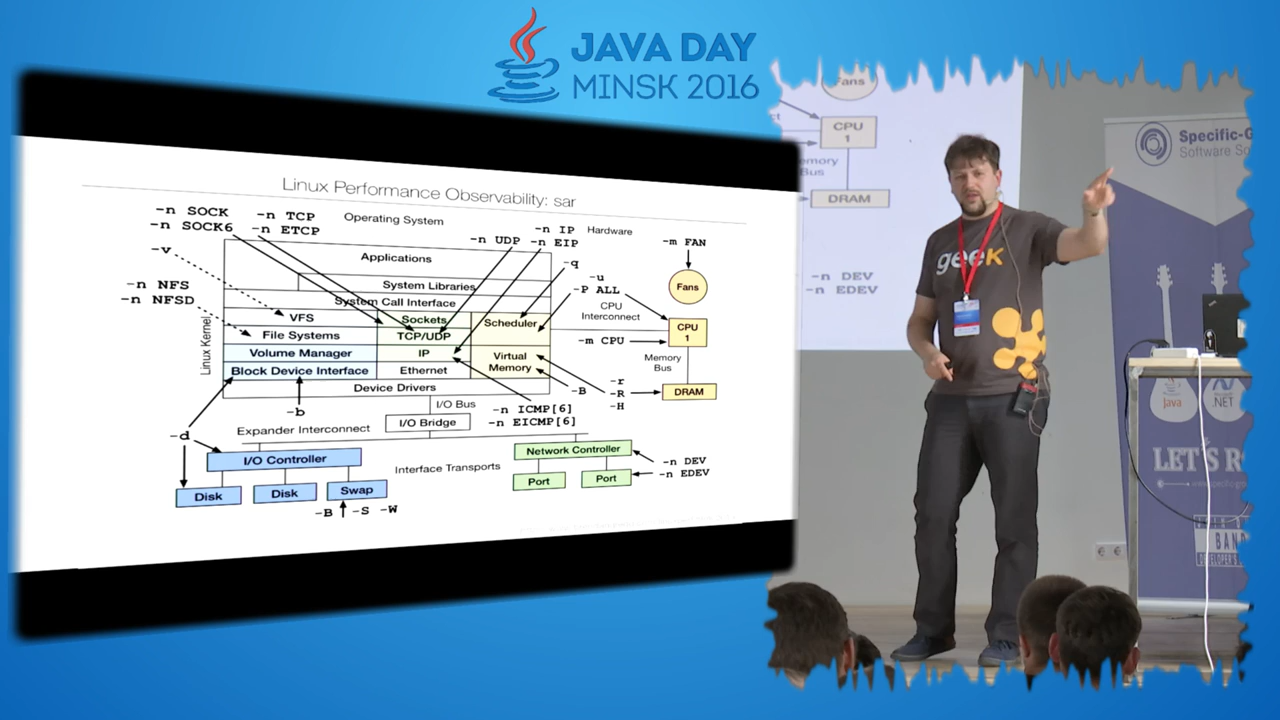 JAVA DAY
MINSK 2016
Linux Performance Observability: sar
-n SOCK
-n TCP
Operating System
-n IP
Hardware
-n SOCK6
-n ETCP
-n UDP
-n EIP
-m FAN
-v
Applications
-q
-n NFS
System Libraries
-u
Fans
-n NFSD
System Call Interface
-P ALL
VFS
Sockets
Scheduler
CPU
Interconnect
File Systems
TCP/UDP
CPU
1
Linux Kernel
Volume Manager
IP
Virtual
Memory
-m CPU
Block Device Interface
Ethernet
Memory
Bus
Device Drivers
-B
-r
-R
-H
DRAM
-b
I/O Bus
-n ICMP[6]
-n EICMP[6]
Expander Interconnect
I/O Bridge
-d
I/O Controller
Interface Transports
Network Controller
-n DEV
-n EDEV
Disk
Disk
Swap
Port
Port
-B
-S
-W
Fans
CPU
1
emory
Bus
DRAM
-n DEV
-n EDEV
geek
Specific-G
Software So
Java
.NET
LET'S R
BAN